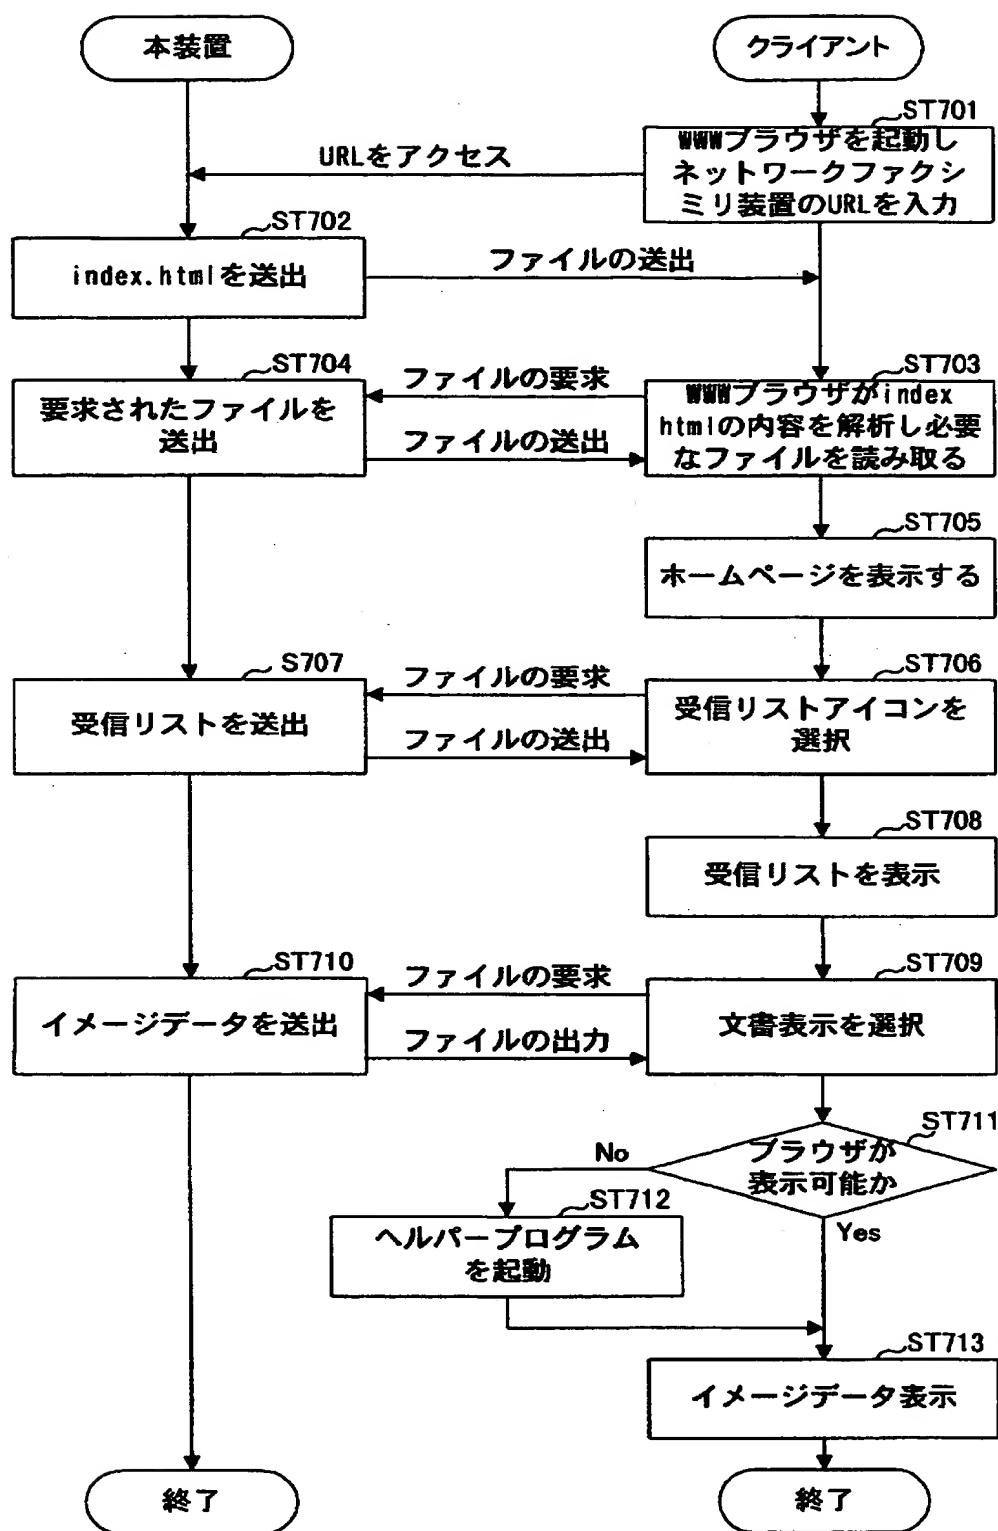 本装置
クライアント
ST701
WWWブラウザを起動し
ネットワークファクシ
ミリ装置のURLを入力
URLをアクセス
ST702
index.htmlを送出
ファイルの送出
ST704
要求されたファイルを
送出
ファイルの要求
ファイルの送出
ST703
WWWブラウザがindex
htmlの内容を解析し必要
なファイルを読み取る
ST705
ホームページを表示する
S707
受信リストを送出
ファイルの要求
ファイルの送出
ST706
受信リストアイコンを
選択
ST708
受信リストを表示
ST710
イメージデータを送出
ファイルの要求
ファイルの出力
ST709
文書表示を選択
ST711
ブラウザが
表示可能か
No
Yes
ST712
ヘルパープログラム
を起動
ST713
イメージデータ表示
終了
終了